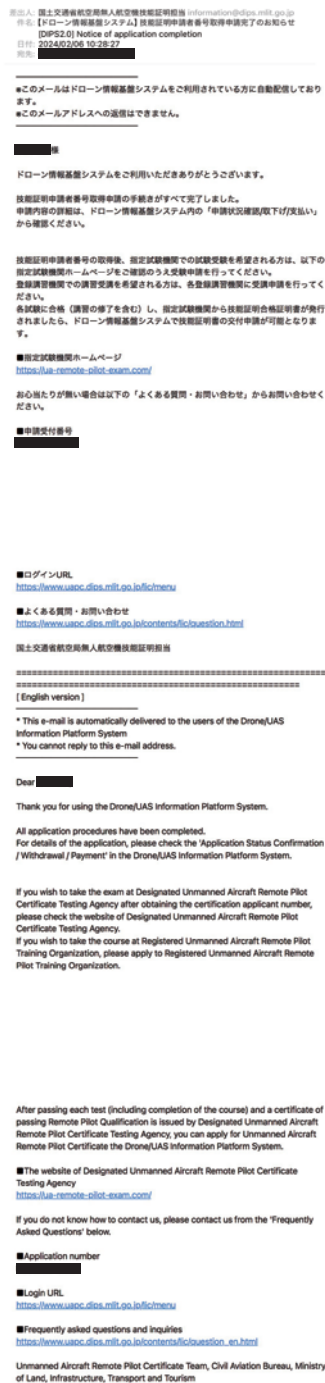 差出人: 国土交通省航空局無人航空機技能証明担当 information@dips.mlit.go.jp
件名: 【ドローン情報基盤システム】技能証明申請者番号取得申請完了のお知らせ
[DIPS2.0] Notice of application completion
日付: 2024/02/06 10:28:27
宛先:
●このメールはドローン情報基盤システムをご利用されている方に自動配信しており
ます。
●このメールアドレスへの返信はできません。
様
ドローン情報基盤システムをご利用いただきありがとうございます。
技能証明申請者番号取得申請の手続きがすべて完了しました。
申請内容の詳細は、ドローン情報基盤システム内の「申請状況確認/取下げ/支払い」
から確認ください。
技能証明申請者番号の取得後、指定試験機関での試験受験を希望される方は、以下の
指定試験機関ホームページをご確認のうえ受験申請を行ってください。
登録講習機関での講習受講を希望される方は、各登録講習機関に受講申請を行ってく
ださい。
各試験に合格（講習の修了を含む）し、指定試験機関から技能証明合格証明書が発行
されましたら、ドローン情報基盤システムで技能証明書の交付申請が可能となりま
す。
■指定試験機関ホームページ
https://ua-remote-pilot-exam.com/
お心当たりが無い場合は以下の「よくある質問・お問い合わせ」からお問い合わせく
ださい。
■申請受付番号
■ログインURL
https://www.uapc.dips.mlit.go.jp/lic/menu
■よくある質問・お問い合わせ
https://www.uapc.dips.mlit.go.jp/contents/lic/question.html
国土交通省航空局無人航空機技能証明担当
[ English version ]
* This e-mail is automatically delivered to the users of the Drone/UAS
Information Platform System
* You cannot reply to this e-mail address.
Dear
Thank you for using the Drone/UAS Information Platform System.
All application procedures have been completed.
For details of the application, please check the 'Application Status Confirmation
/ Withdrawal / Payment' in the Drone/UAS Information Platform System.
If you wish to take the exam at Designated Unmanned Aircraft Remote Pilot
Certificate Testing Agency after obtaining the certification applicant number,
please check the website of Designated Unmanned Aircraft Remote Pilot
Certificate Testing Agency.
If you wish to take the course at Registered Unmanned Aircraft Remote Pilot
Training Organization, please apply to Registered Unmanned Aircraft Remote
Pilot Training Organization.
After passing each test (including completion of the course) and a certificate of
passing Remote Pilot Qualification is issued by Designated Unmanned Aircraft
Remote Pilot Certificate Testing Agency, you can apply for Unmanned Aircraft
Remote Pilot Certificate the Drone/UAS Information Platform System.
■The website of Designated Unmanned Aircraft Remote Pilot Certificate
Testing Agency
https://ua-remote-pilot-exam.com/
If you do not know how to contact us, please contact us from the 'Frequently
Asked Questions' below.
■Application number
■Login URL
https://www.uapc.dips.mlit.go.jp/lic/menu
■Frequently asked questions and inquiries
https://www.uapc.dips.mlit.go.jp/contents/lic/question_en.html
Unmanned Aircraft Remote Pilot Certificate Team, Civil Aviation Bureau, Ministry
of Land, Infrastructure, Transport and Tourism